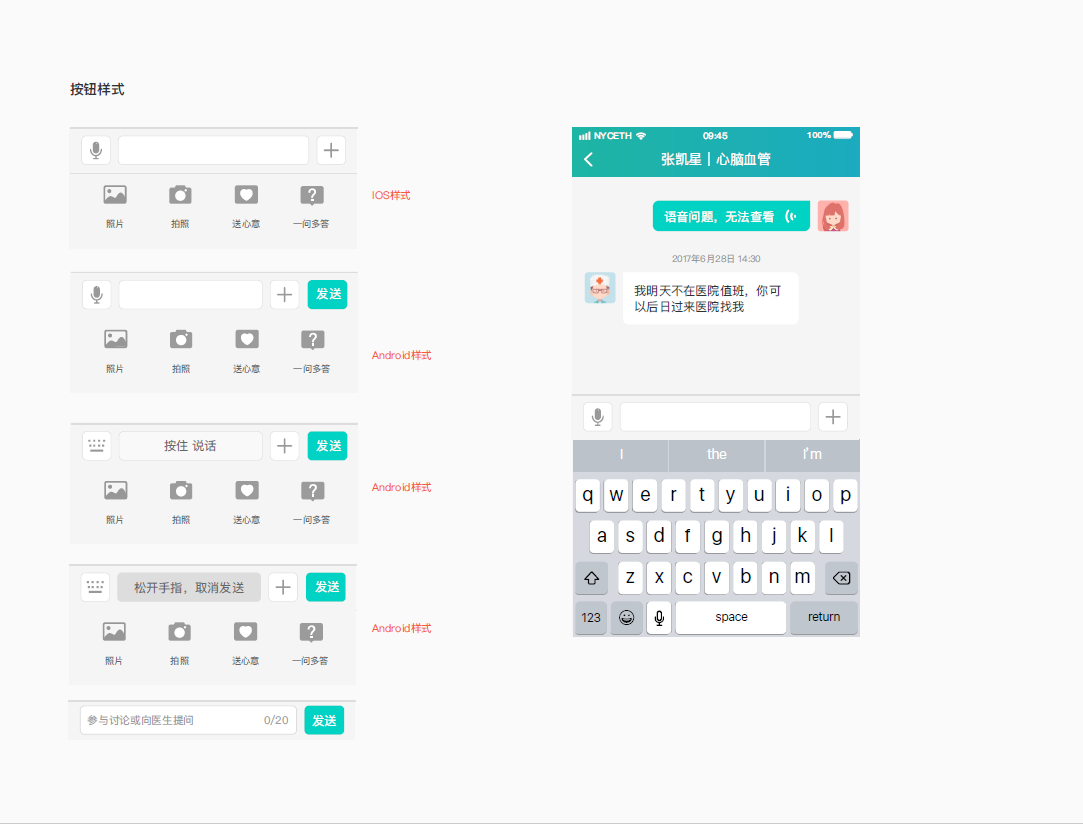 按钮样式
照片 拍照 送心意 一问多答
IOS样式
发送
照片 拍照 送心意 一问多答
Android样式
按住 说话 发送
照片 拍照 送心意 一问多答
Android样式
松开手指，取消发送 发送
照片 拍照 送心意 一问多答
Android样式
参与讨论或向医生提问 0/20 发送
NYCETH 09:45 100%
张凯星 | 心脑血管
语音问题，无法查看
2017年6月28日 14:30
我明天不在医院值班，你可
以后日过来医院找我
I the I'm
q w e r t y u i o p
a s d f g h j k l
z x c v b n m
123 space return